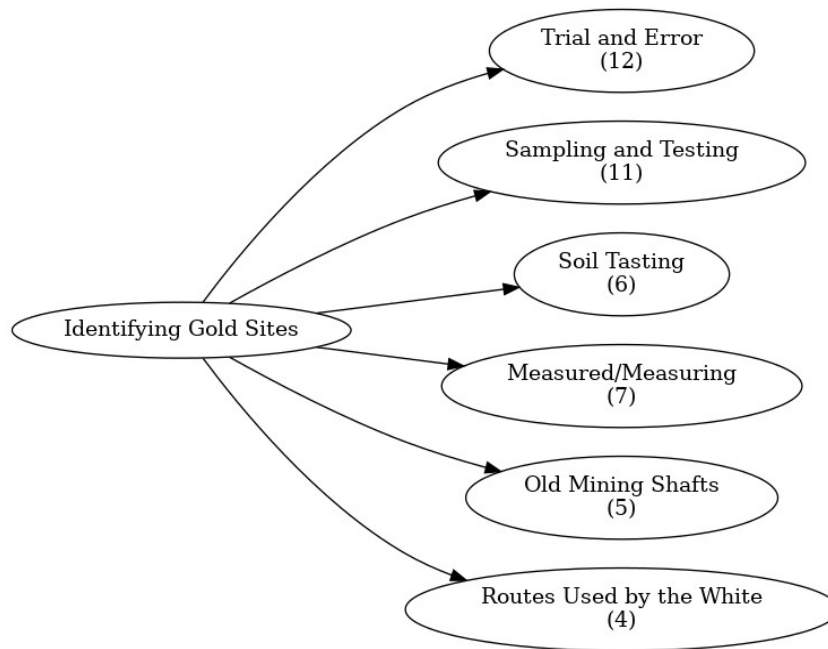 Trial and Error
(12)
Sampling and Testing
(11)
Soil Tasting
(6)
Identifying Gold Sites
Measured/Measuring
(7)
Old Mining Shafts
(5)
Routes Used by the White
(4)